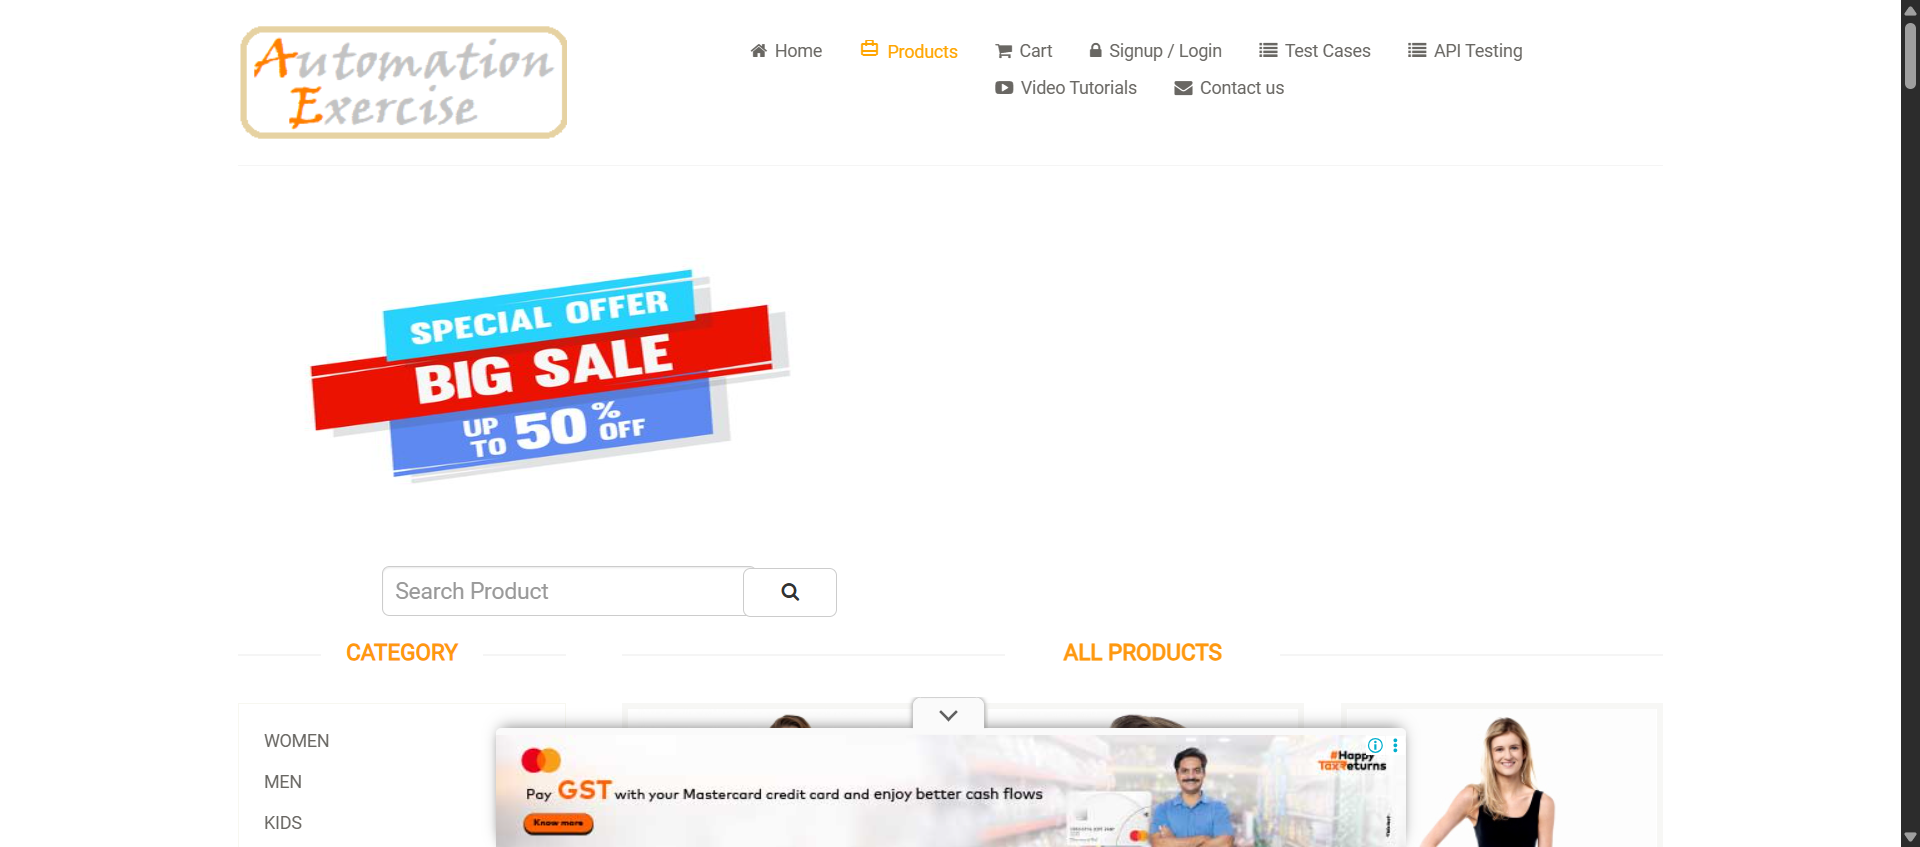 Automation
Exercise
Home
Products
Cart
Signup / Login
Test Cases
API Testing
Video Tutorials
Contact us
SPECIAL OFFER
BIG SALE
UP TO 50% OFF
Search Product
CATEGORY
ALL PRODUCTS
WOMEN
MEN
KIDS
#Happy
TaxReturns
Pay GST with your Mastercard credit card and enjoy better cash flows
Know more